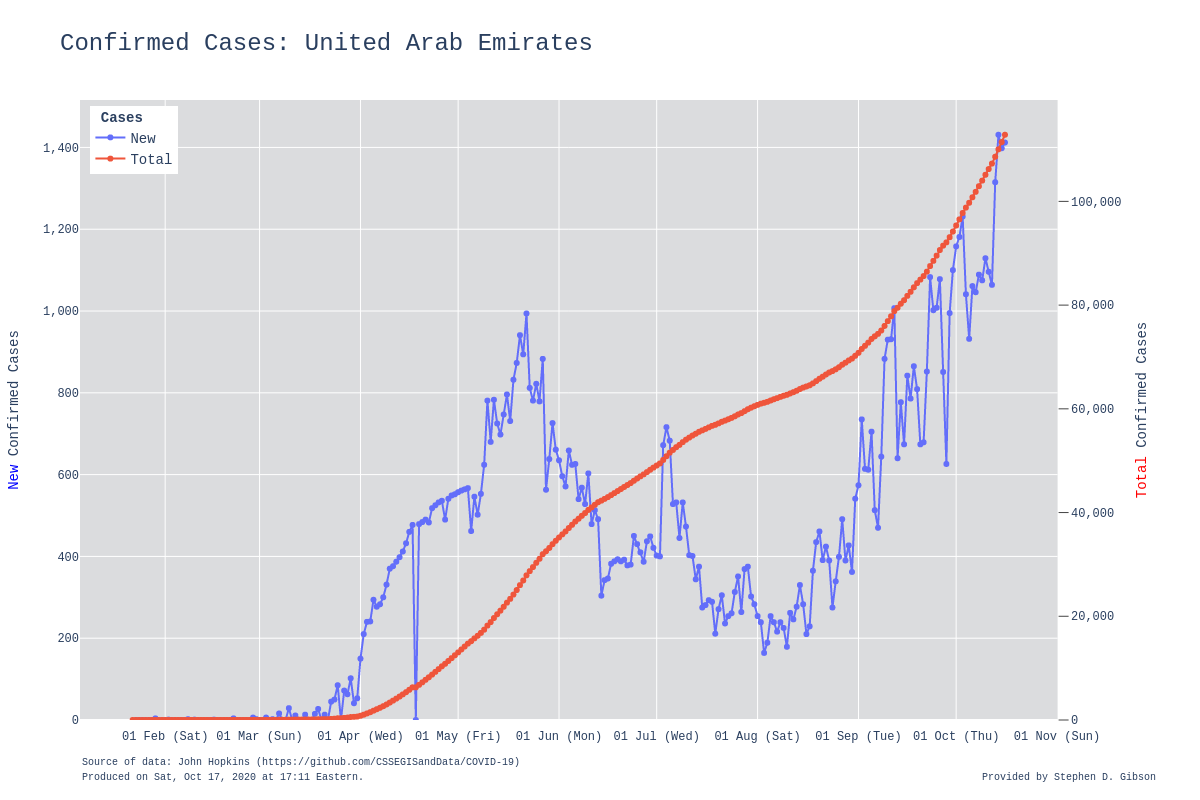 Confirmed Cases: United Arab Emirates
Cases
New
Total
1,400
1,200
1,000
800
600
400
200
0
100,000
80,000
60,000
40,000
20,000
0
New Confirmed Cases
Total Confirmed Cases
01 Feb (Sat) 01 Mar (Sun) 01 Apr (Wed) 01 May (Fri) 01 Jun (Mon) 01 Jul (Wed) 01 Aug (Sat) 01 Sep (Tue) 01 Oct (Thu) 01 Nov (Sun)
Source of data: John Hopkins (https://github.com/CSSEGISandData/COVID-19)
Produced on Sat, Oct 17, 2020 at 17:11 Eastern.
Provided by Stephen D. Gibson